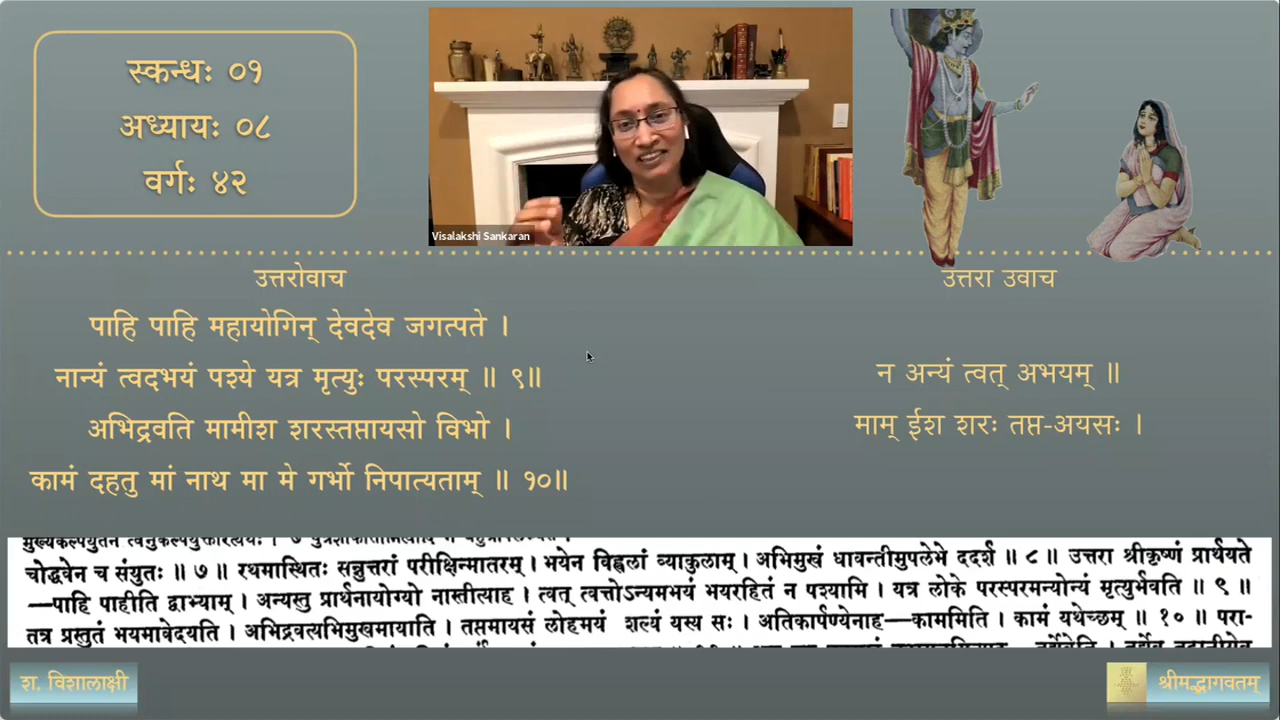 स्कन्धः ०१
अध्यायः ०८
वर्गः ४२
Visalakshi Sankaran
उत्तरोवाच
पाहि पाहि महायोगिन् देवदेव जगत्पते ।
नान्यं त्वदभयं पश्ये यत्र मृत्युः परस्परम् ॥ ९॥
अभिद्रवति मामीश शरस्तप्तायसो विभो ।
कामं दहतु मां नाथ मा मे गर्भो निपात्यताम् ॥ १०॥
उत्तरा उवाच
न अन्यं त्वत् अभयम् ॥
माम् ईश शरः तप्त-अयसः ।
चोद्धवेन च संयुतः ॥ ७ ॥ रथमास्थितः सन्नुत्तरां परीक्षिन्मातरम् । भयेन विह्वलां व्याकुलाम् । अभिमुखं धावन्तीमुपलेभे ददर्श ॥ ८ ॥ उत्तरा श्रीकृष्णं प्रार्थयते
—पाहि पाहीति द्वाभ्याम् । अन्यस्तु प्रार्थनायोग्यो नास्तीत्याह । त्वत् त्वत्तोऽन्यमभयं भयरहितं न पश्यामि । यत्र लोके परस्परमन्योन्यं मृत्युर्भवति ॥ ९ ॥
तत्र प्रस्तुतं भयमावेदयति । अभिद्रवत्यभिमुखमायाति । तप्तमायसं लोहमयं शल्यं यस्य सः । अतिकार्पण्येनाह—काममिति । कामं यथेच्छम् ॥ १० ॥ परा-
श. विशालाक्षी
श्रीमद्भागवतम्